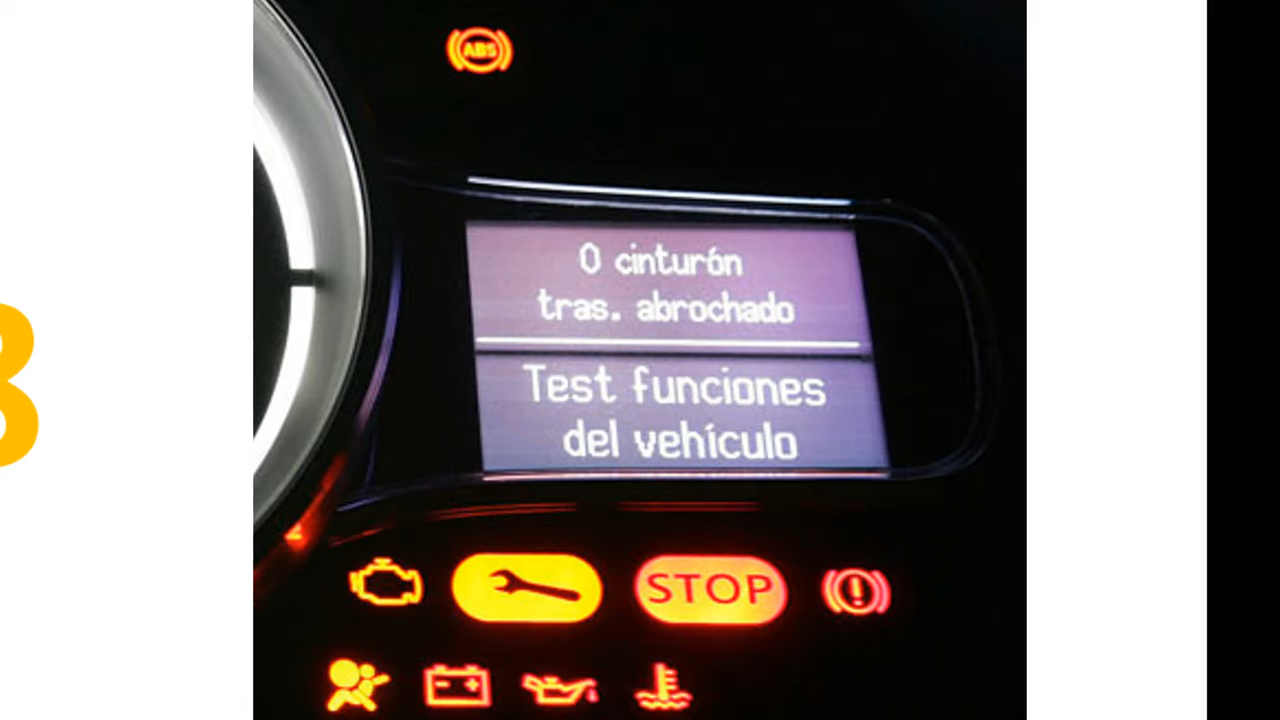 ABS
0 cinturón
tras. abrochado
Test funciones
del vehículo
STOP